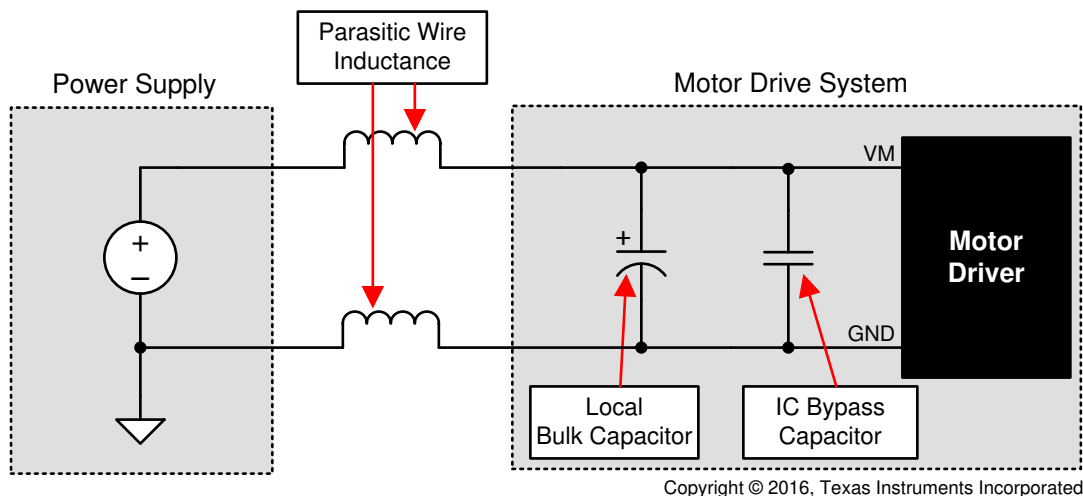 Parasitic Wire
Inductance
Power Supply
Motor Drive System
VM
+
–
+
Motor
Driver
GND
Local
Bulk Capacitor
IC Bypass
Capacitor
Copyright © 2016, Texas Instruments Incorporated